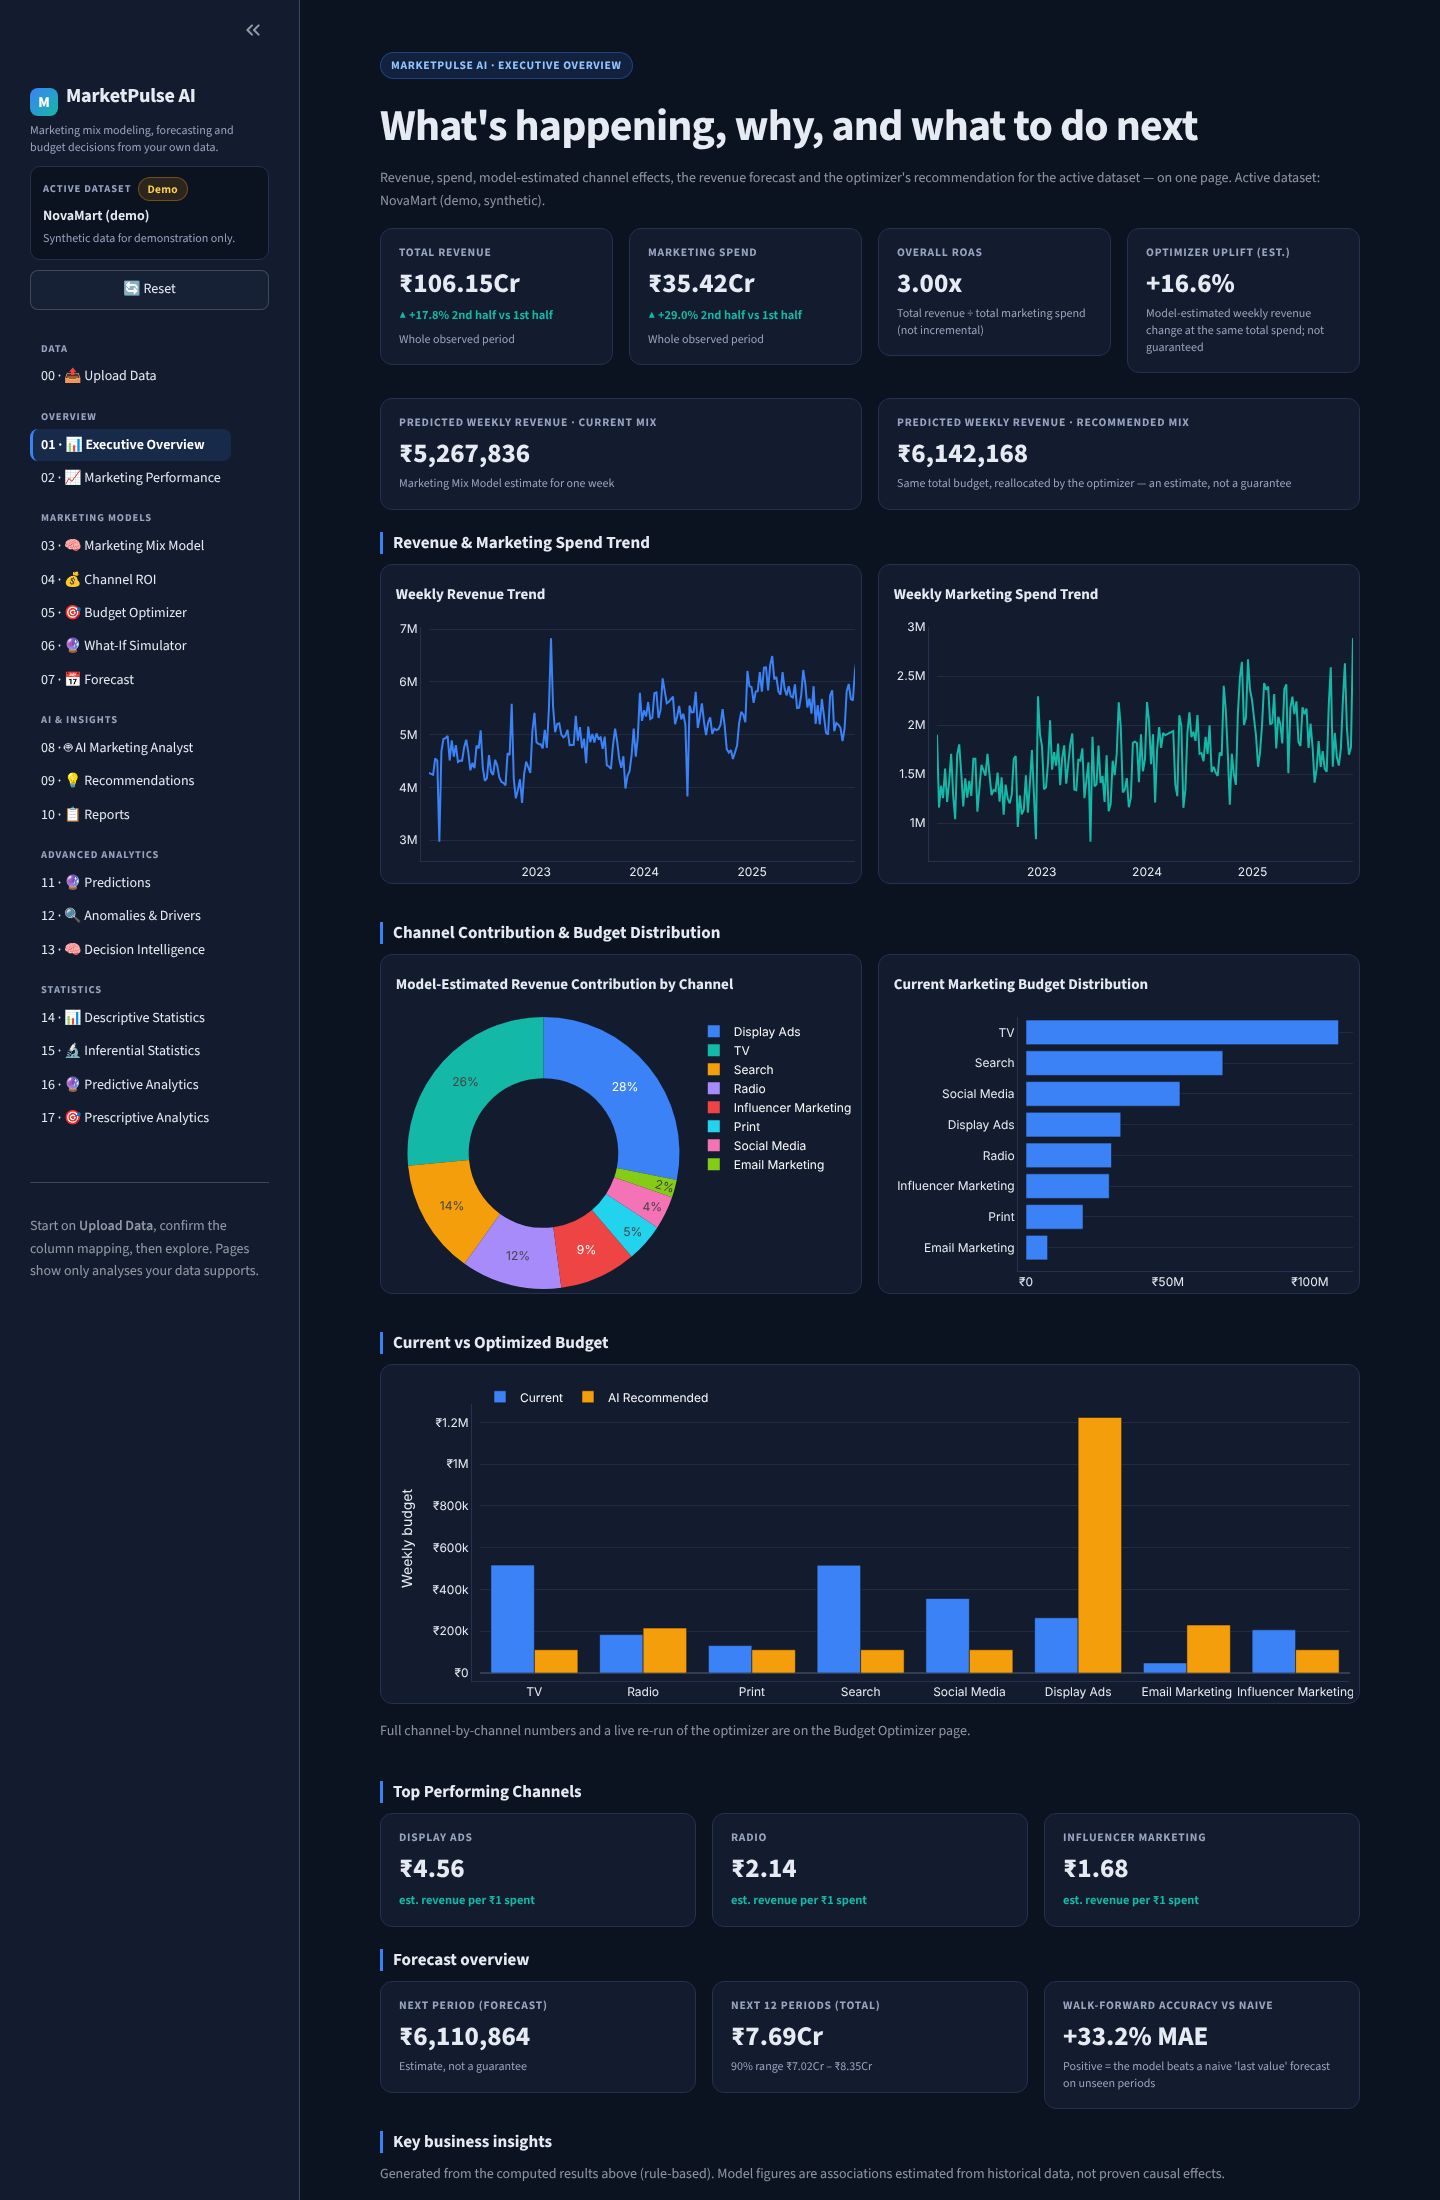 M MarketPulse AI
Marketing mix modeling, forecasting and
budget decisions from your own data.
ACTIVE DATASET Demo
NovaMart (demo)
Synthetic data for demonstration only.
Reset
DATA
00 · Upload Data
OVERVIEW
01 · Executive Overview
02 · Marketing Performance
MARKETING MODELS
03 · Marketing Mix Model
04 · Channel ROI
05 · Budget Optimizer
06 · What-If Simulator
07 · Forecast
AI & INSIGHTS
08 · AI Marketing Analyst
09 · Recommendations
10 · Reports
ADVANCED ANALYTICS
11 · Predictions
12 · Anomalies & Drivers
13 · Decision Intelligence
STATISTICS
14 · Descriptive Statistics
15 · Inferential Statistics
16 · Predictive Analytics
17 · Prescriptive Analytics
Start on Upload Data, confirm the
column mapping, then explore. Pages
show only analyses your data supports.
MARKETPULSE AI · EXECUTIVE OVERVIEW
What's happening, why, and what to do next
Revenue, spend, model-estimated channel effects, the revenue forecast and the optimizer's recommendation for the active dataset — on one page. Active dataset:
NovaMart (demo, synthetic).
TOTAL REVENUE
₹106.15Cr
▲ +17.8% 2nd half vs 1st half
Whole observed period
MARKETING SPEND
₹35.42Cr
▲ +29.0% 2nd half vs 1st half
Whole observed period
OVERALL ROAS
3.00x
Total revenue ÷ total marketing spend
(not incremental)
OPTIMIZER UPLIFT (EST.)
+16.6%
Model-estimated weekly revenue
change at the same total spend; not
guaranteed
PREDICTED WEEKLY REVENUE · CURRENT MIX
₹5,267,836
Marketing Mix Model estimate for one week
PREDICTED WEEKLY REVENUE · RECOMMENDED MIX
₹6,142,168
Same total budget, reallocated by the optimizer — an estimate, not a guarantee
Revenue & Marketing Spend Trend
Weekly Revenue Trend
7M
6M
5M
4M
3M
2023 2024 2025
Weekly Marketing Spend Trend
3M
2.5M
2M
1.5M
1M
2023 2024 2025
Channel Contribution & Budget Distribution
Model-Estimated Revenue Contribution by Channel
28%
26%
14%
12%
9%
5%
4%
2%
Display Ads
TV
Search
Radio
Influencer Marketing
Print
Social Media
Email Marketing
Current Marketing Budget Distribution
TV
Search
Social Media
Display Ads
Radio
Influencer Marketing
Print
Email Marketing
₹0 ₹50M ₹100M
Current vs Optimized Budget
Current AI Recommended
Weekly budget
₹1.2M
₹1M
₹800k
₹600k
₹400k
₹200k
₹0
TV Radio Print Search Social Media Display Ads Email Marketing Influencer Marketing
Full channel-by-channel numbers and a live re-run of the optimizer are on the Budget Optimizer page.
Top Performing Channels
DISPLAY ADS
₹4.56
est. revenue per ₹1 spent
RADIO
₹2.14
est. revenue per ₹1 spent
INFLUENCER MARKETING
₹1.68
est. revenue per ₹1 spent
Forecast overview
NEXT PERIOD (FORECAST)
₹6,110,864
Estimate, not a guarantee
NEXT 12 PERIODS (TOTAL)
₹7.69Cr
90% range ₹7.02Cr – ₹8.35Cr
WALK-FORWARD ACCURACY VS NAIVE
+33.2% MAE
Positive = the model beats a naive 'last value' forecast
on unseen periods
Key business insights
Generated from the computed results above (rule-based). Model figures are associations estimated from historical data, not proven causal effects.